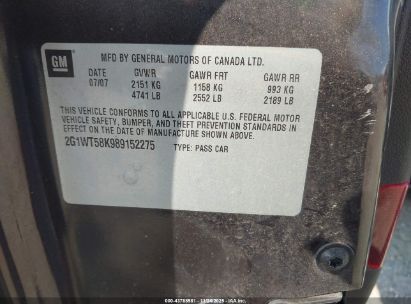 GM
MFD BY GENERAL MOTORS OF CANADA LTD.
DATE GVWR GAWR FRT GAWR RR
07/07 2151 KG 1158 KG 993 KG
4741 LB 2552 LB 2189 LB
THIS VEHICLE CONFORMS TO ALL APPLICABLE U.S. FEDERAL MOTOR
VEHICLE SAFETY, BUMPER, AND THEFT PREVENTION STANDARDS IN
EFFECT ON THE DATE OF MANUFACTURE SHOWN ABOVE.
2G1WT58K989152275 TYPE: PASS CAR